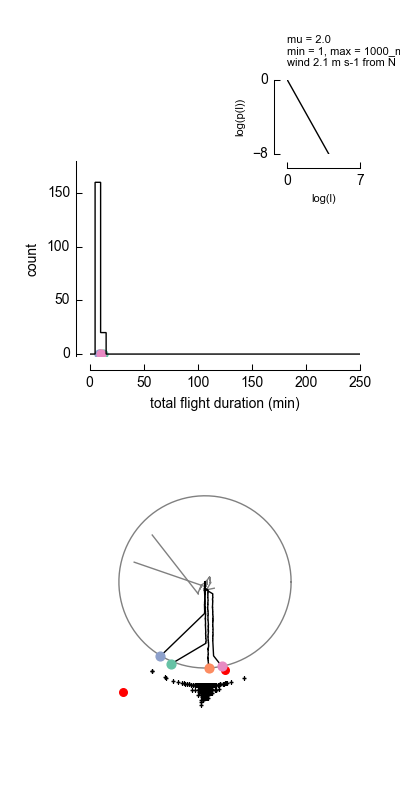 mu = 2.0
min = 1, max = 1000_m
wind 2.1 m s-1 from N
0
−8
log(p(l))
0 7
log(l)
150
100
50
0
count
0 50 100 150 200 250
total flight duration (min)